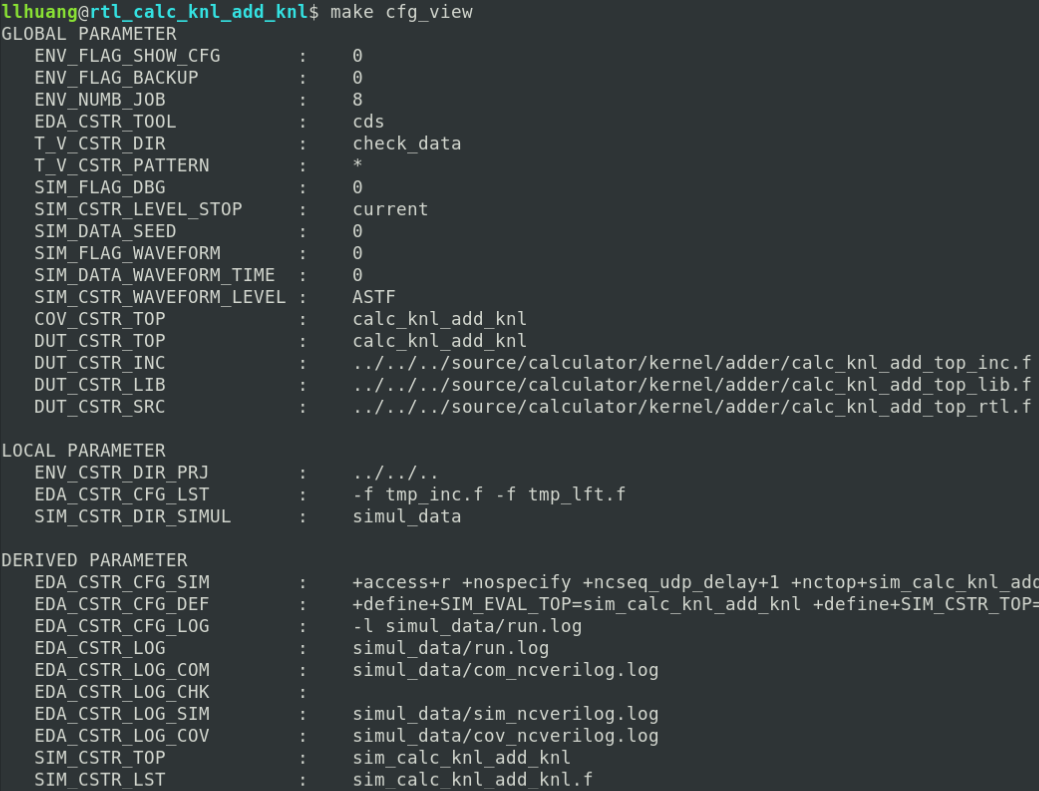 llhuang@rtl_calc_knl_add_knl$ make cfg_view
GLOBAL PARAMETER
   ENV_FLAG_SHOW_CFG       :    0
   ENV_FLAG_BACKUP         :    0
   ENV_NUMB_JOB            :    8
   EDA_CSTR_TOOL           :    cds
   T_V_CSTR_DIR            :    check_data
   T_V_CSTR_PATTERN        :    *
   SIM_FLAG_DBG            :    0
   SIM_CSTR_LEVEL_STOP     :    current
   SIM_DATA_SEED           :    0
   SIM_FLAG_WAVEFORM       :    0
   SIM_DATA_WAVEFORM_TIME  :    0
   SIM_CSTR_WAVEFORM_LEVEL :    ASTF
   COV_CSTR_TOP            :    calc_knl_add_knl
   DUT_CSTR_TOP            :    calc_knl_add_knl
   DUT_CSTR_INC            :    ../../../source/calculator/kernel/adder/calc_knl_add_top_inc.f
   DUT_CSTR_LIB            :    ../../../source/calculator/kernel/adder/calc_knl_add_top_lib.f
   DUT_CSTR_SRC            :    ../../../source/calculator/kernel/adder/calc_knl_add_top_rtl.f

LOCAL PARAMETER
   ENV_CSTR_DIR_PRJ        :    ../../..
   EDA_CSTR_CFG_LST        :    -f tmp_inc.f -f tmp_lft.f
   SIM_CSTR_DIR_SIMUL      :    simul_data

DERIVED PARAMETER
   EDA_CSTR_CFG_SIM        :    +access+r +nospecify +ncseq_udp_delay+1 +nctop+sim_calc_knl_add
   EDA_CSTR_CFG_DEF        :    +define+SIM_EVAL_TOP=sim_calc_knl_add_knl +define+SIM_CSTR_TOP=
   EDA_CSTR_CFG_LOG        :    -l simul_data/run.log
   EDA_CSTR_LOG            :    simul_data/run.log
   EDA_CSTR_LOG_COM        :    simul_data/com_ncverilog.log
   EDA_CSTR_LOG_CHK        :
   EDA_CSTR_LOG_SIM        :    simul_data/sim_ncverilog.log
   EDA_CSTR_LOG_COV        :    simul_data/cov_ncverilog.log
   SIM_CSTR_TOP            :    sim_calc_knl_add_knl
   SIM_CSTR_LST            :    sim_calc_knl_add_knl.f